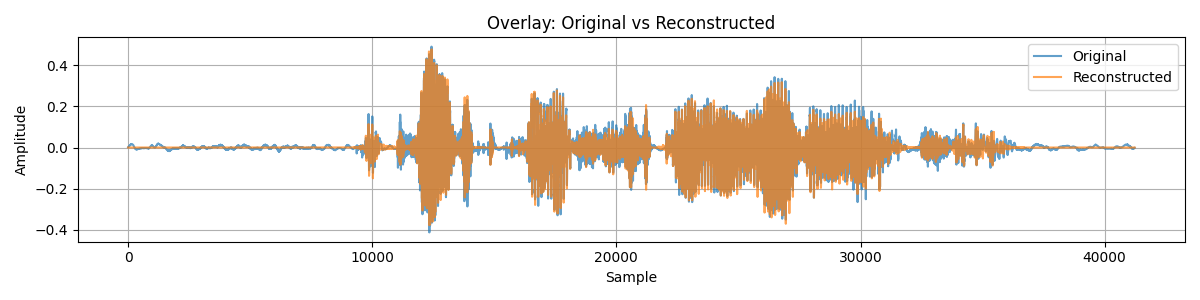 Overlay: Original vs Reconstructed
Original
Reconstructed
Amplitude
0.4
0.2
0.0
−0.2
−0.4
0 10000 20000 30000 40000
Sample